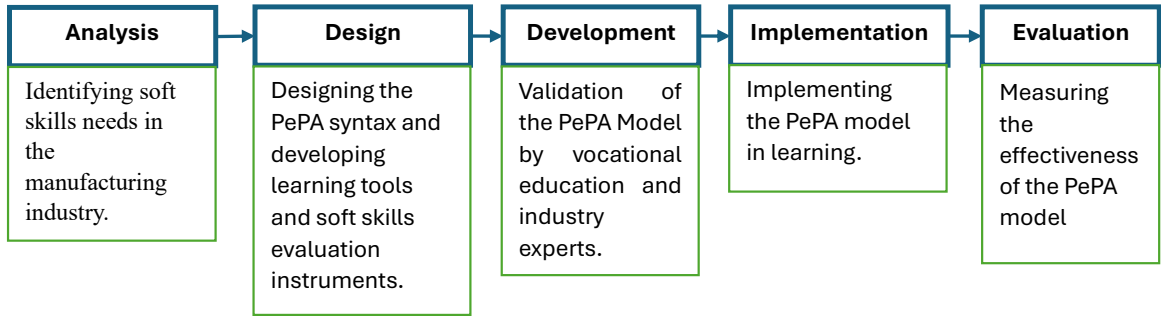 Analysis
Identifying soft
skills needs in
the
manufacturing
industry.
Design
Designing the
PePA syntax and
developing
learning tools
and soft skills
evaluation
instruments.
Development
Validation of
the PePA Model
by vocational
education and
industry
experts.
Implementation
Implementing
the PePA model
in learning.
Evaluation
Measuring
the
effectiveness
of the PePA
model